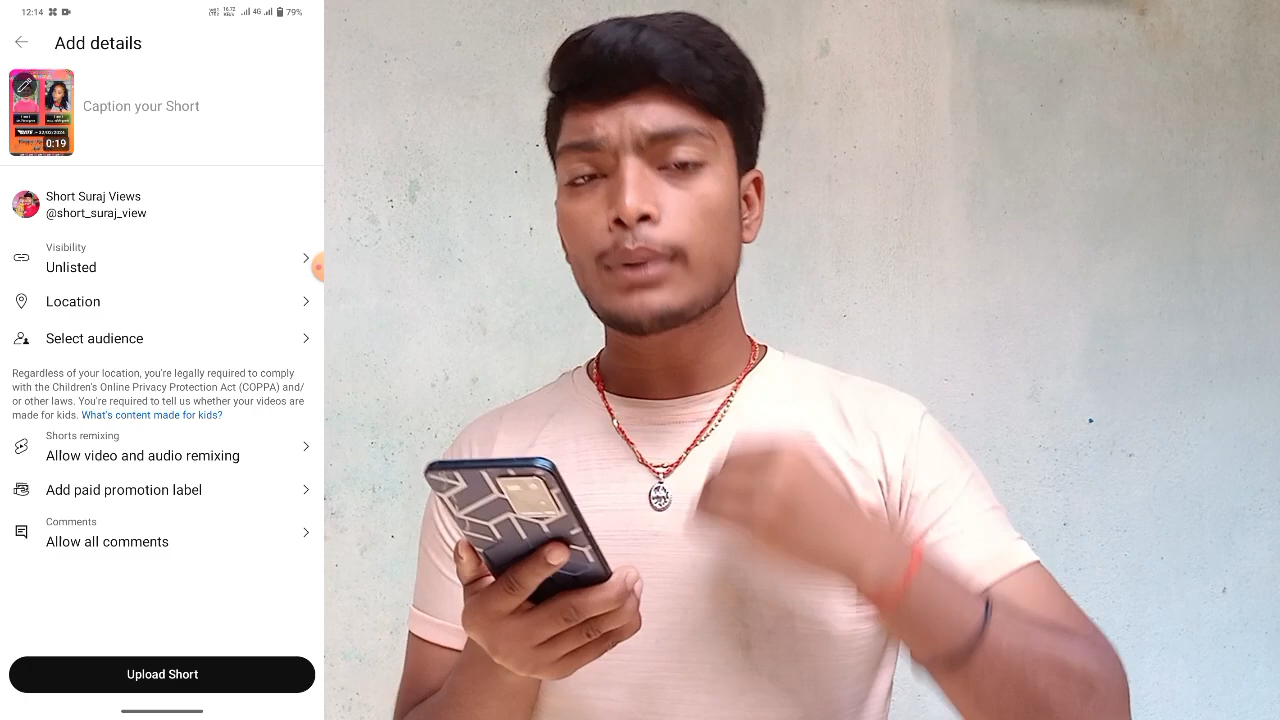 12:14
4G 79%
Add details
Caption your Short
0:19
Short Suraj Views
@short_suraj_view
Visibility
Unlisted
Location
Select audience
Regardless of your location, you're legally required to comply
with the Children's Online Privacy Protection Act (COPPA) and/
or other laws. You're required to tell us whether your videos are
made for kids. What's content made for kids?
Shorts remixing
Allow video and audio remixing
Add paid promotion label
Comments
Allow all comments
Upload Short